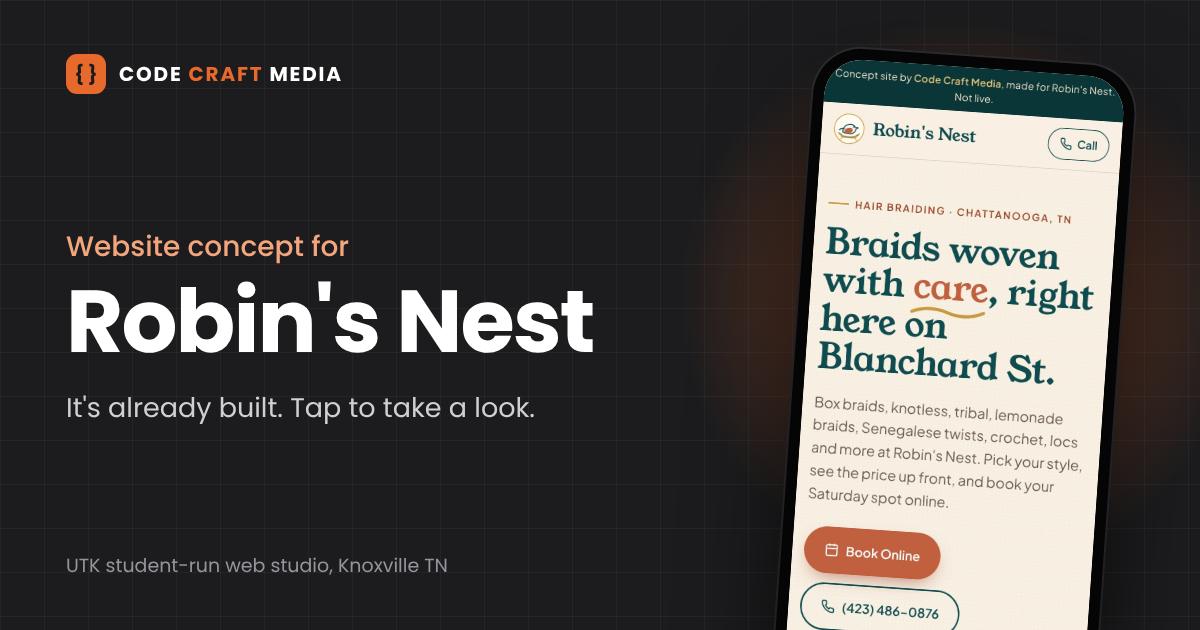 { } CODE CRAFT MEDIA
Website concept for
Robin's Nest
It's already built. Tap to take a look.
UTK student-run web studio, Knoxville TN
Concept site by Code Craft Media, made for Robin's Nest.
Not live.
Robin's Nest
Call
HAIR BRAIDING · CHATTANOOGA, TN
Braids woven
with care, right
here on
Blanchard St.
Box braids, knotless, tribal, lemonade
braids, Senegalese twists, crochet, locs
and more at Robin's Nest. Pick your style,
see the price up front, and book your
Saturday spot online.
Book Online
(423) 486-0876